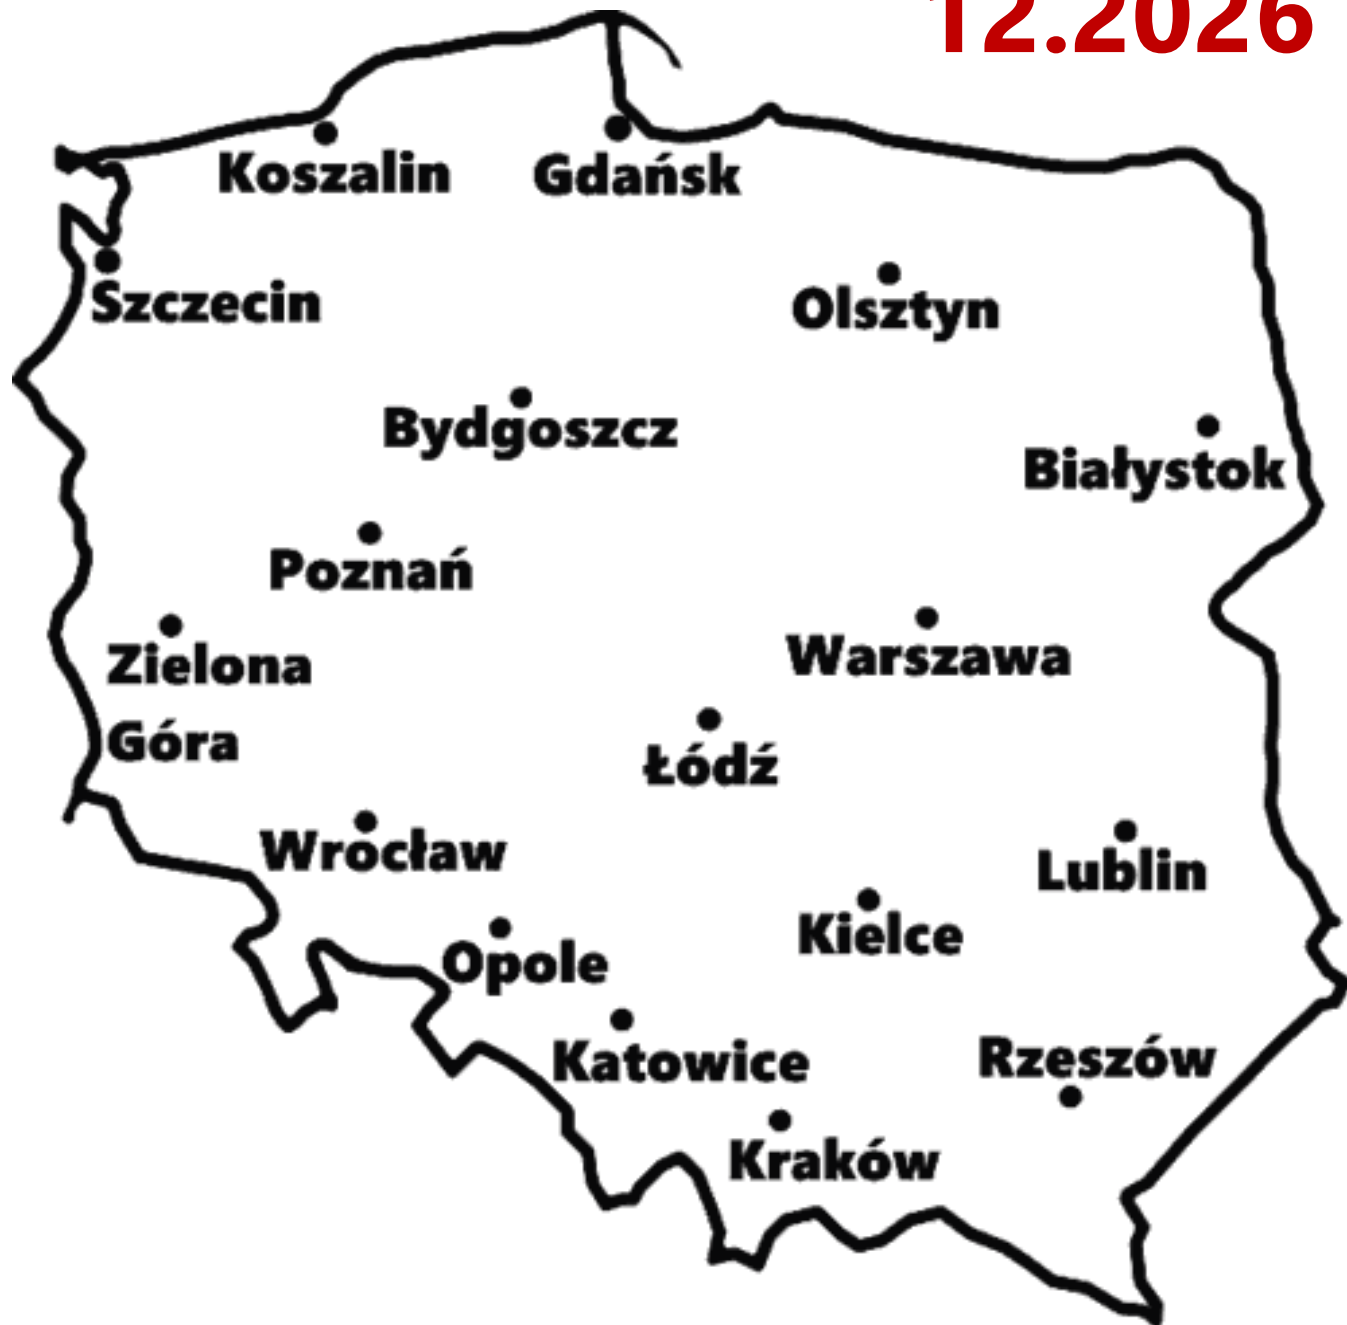 12.2026
Koszalin
Gdańsk
Szczecin
Olsztyn
Bydgoszcz
Białystok
Poznań
Zielona
Góra
Warszawa
Łódź
Wrocław
Lublin
Kielce
Opole
Katowice
Rzeszów
Kraków